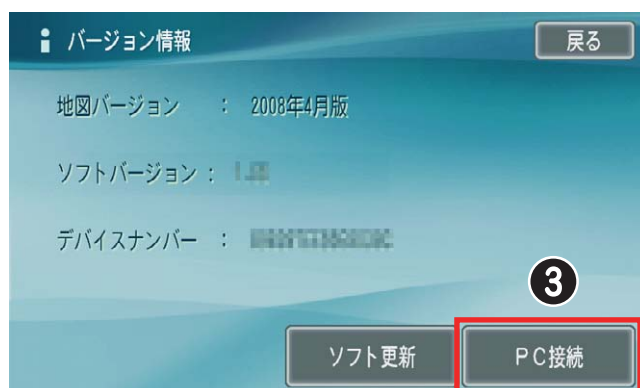 バージョン情報
戻る
地図バージョン : 2008年4月版
ソフトバージョン :
デバイスナンバー :
3
ソフト更新
PC接続